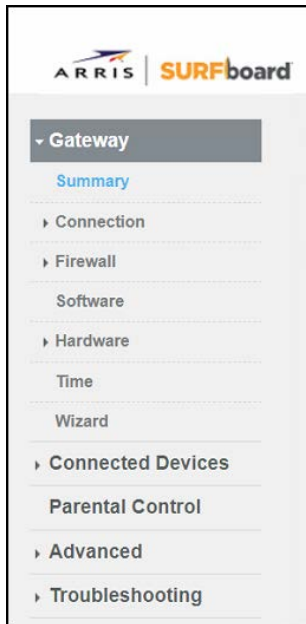 ARRIS SURFboard
Gateway
Summary
Connection
Firewall
Software
Hardware
Time
Wizard
Connected Devices
Parental Control
Advanced
Troubleshooting